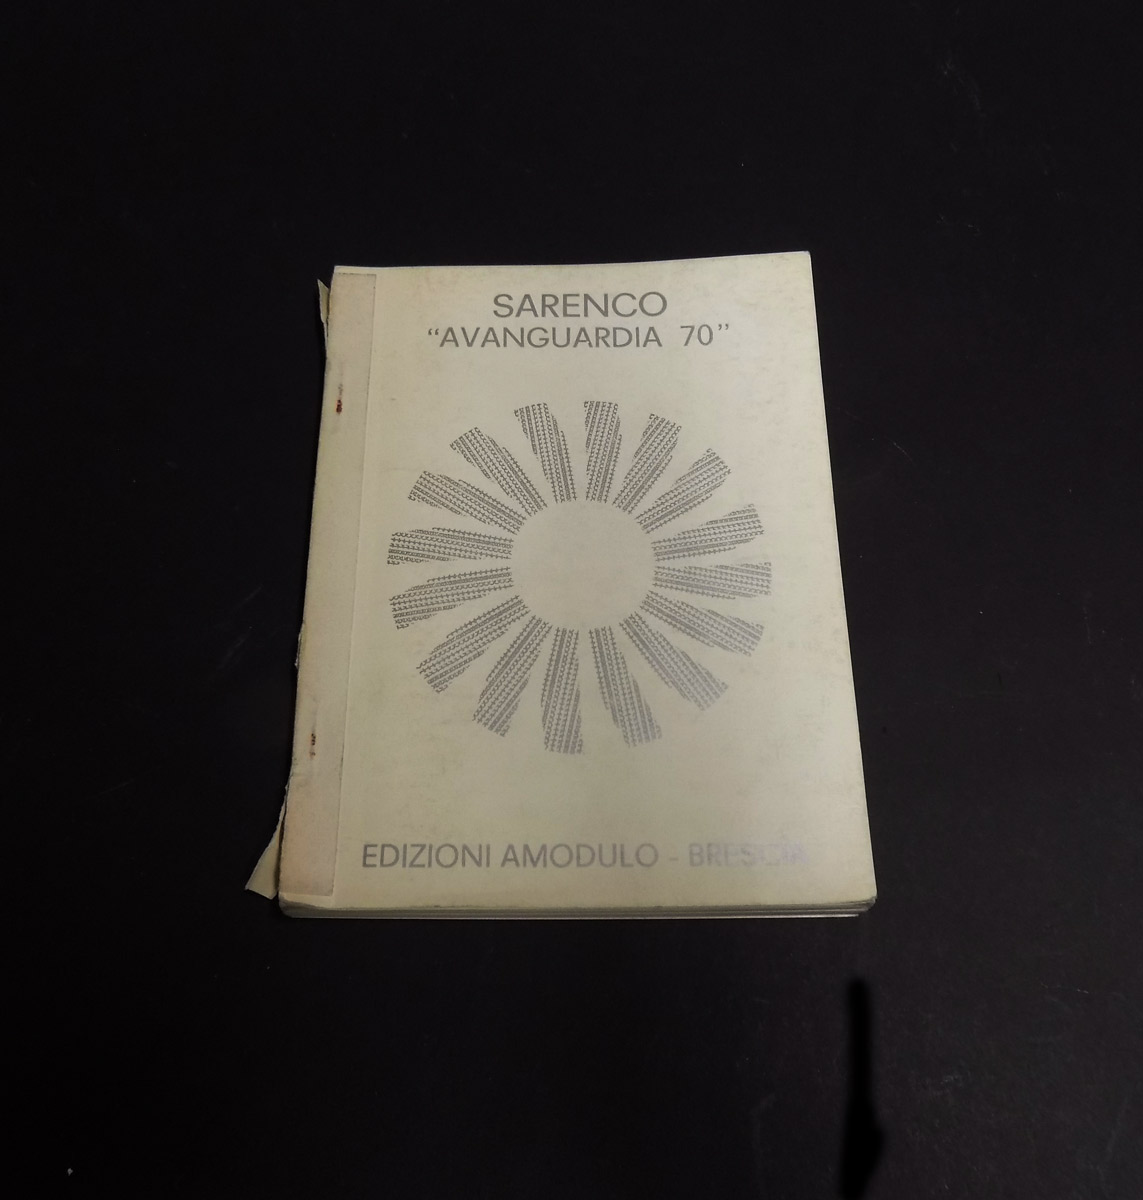 SARENCO
“AVANGUARDIA 70”
EDIZIONI AMODULO - BRESCIA